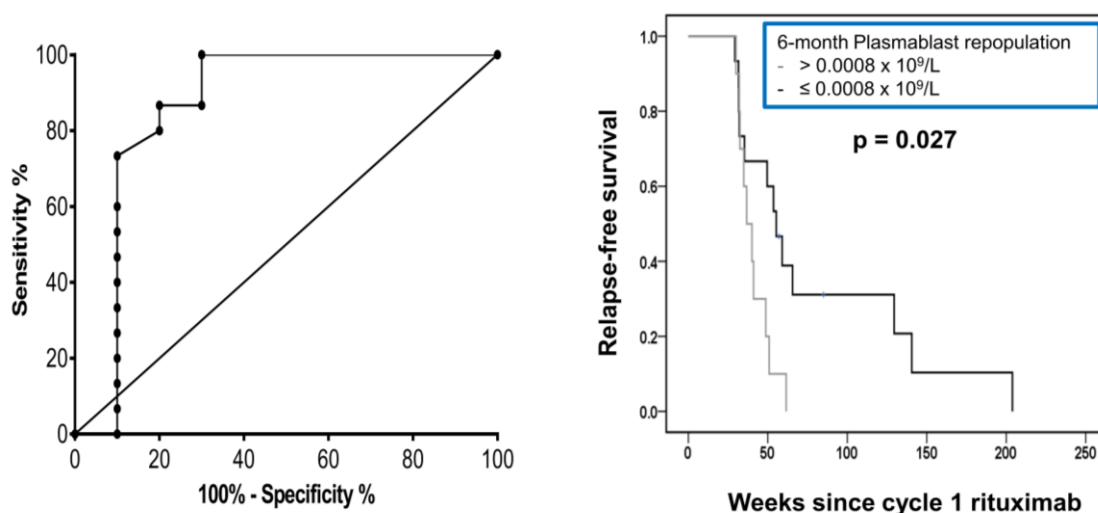 Sensitivity %
100
80
60
40
20
0
0 20 40 60 80 100
100% - Specificity %
Relapse-free survival
1.0
0.8
0.6
0.4
0.2
0.0
6-month Plasmablast repopulation
- > 0.0008 x 10⁹/L
- ≤ 0.0008 x 10⁹/L
p = 0.027
0 50 100 150 200 250
Weeks since cycle 1 rituximab